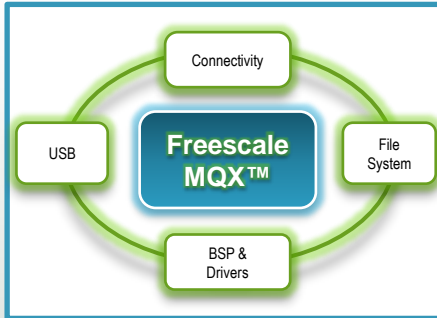 Connectivity
USB
Freescale
MQX™
File
System
BSP &
Drivers